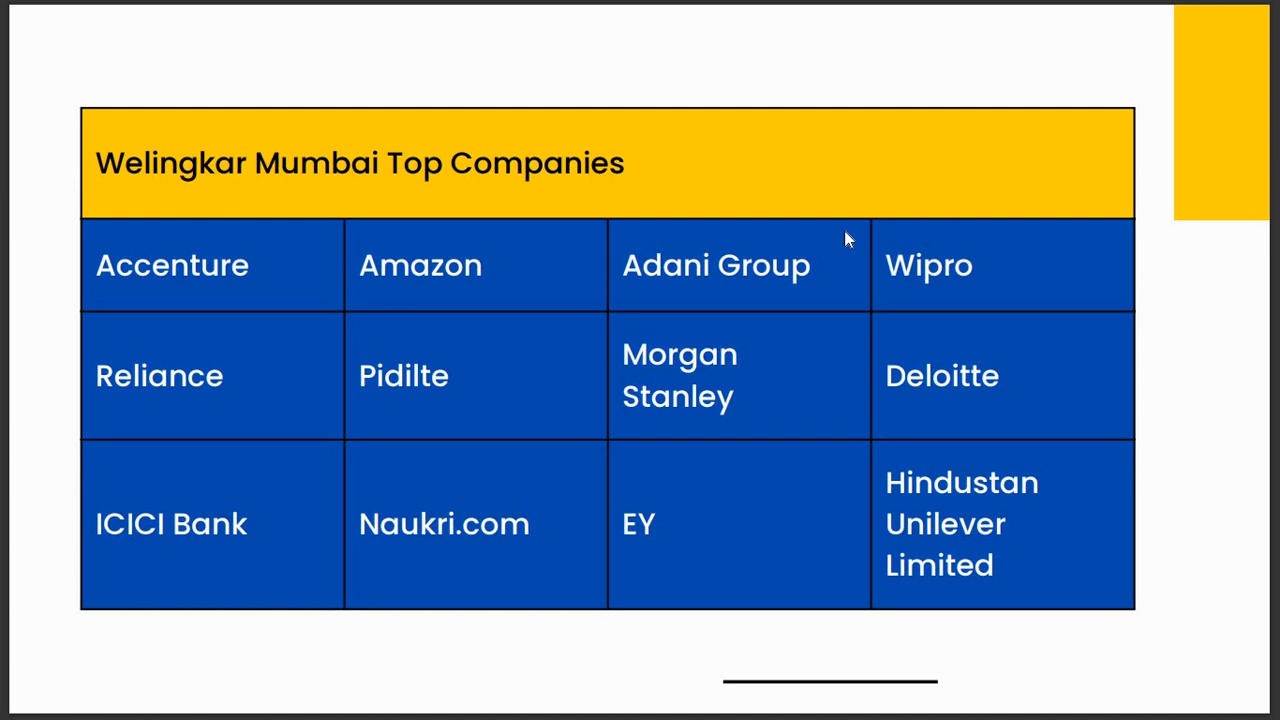 Welingkar Mumbai Top Companies
Accenture
Amazon
Adani Group
Wipro
Reliance
Pidilte
Morgan
Stanley
Deloitte
ICICI Bank
Naukri.com
EY
Hindustan
Unilever
Limited